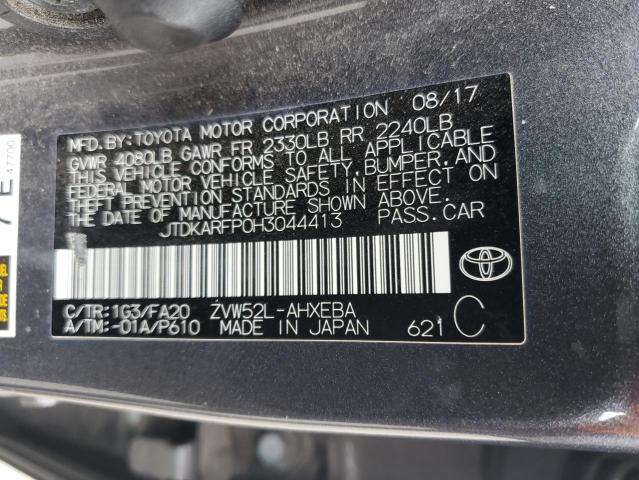 MFD. BY: TOYOTA MOTOR CORPORATION 08/17
GVWR 4080LB GAWR FR 2330LB RR 2240LB
THIS VEHICLE CONFORMS TO ALL APPLICABLE
FEDERAL MOTOR VEHICLE SAFETY, BUMPER, AND
THEFT PREVENTION STANDARDS IN EFFECT ON
THE DATE OF MANUFACTURE SHOWN ABOVE.
JTDKARFP0H3044413 PASS. CAR
C/TR: 1G3/FA20 ZVW52L-AHXEBA
A/TM: -01A/P610 MADE IN JAPAN 621 C
TOYOTA
47700